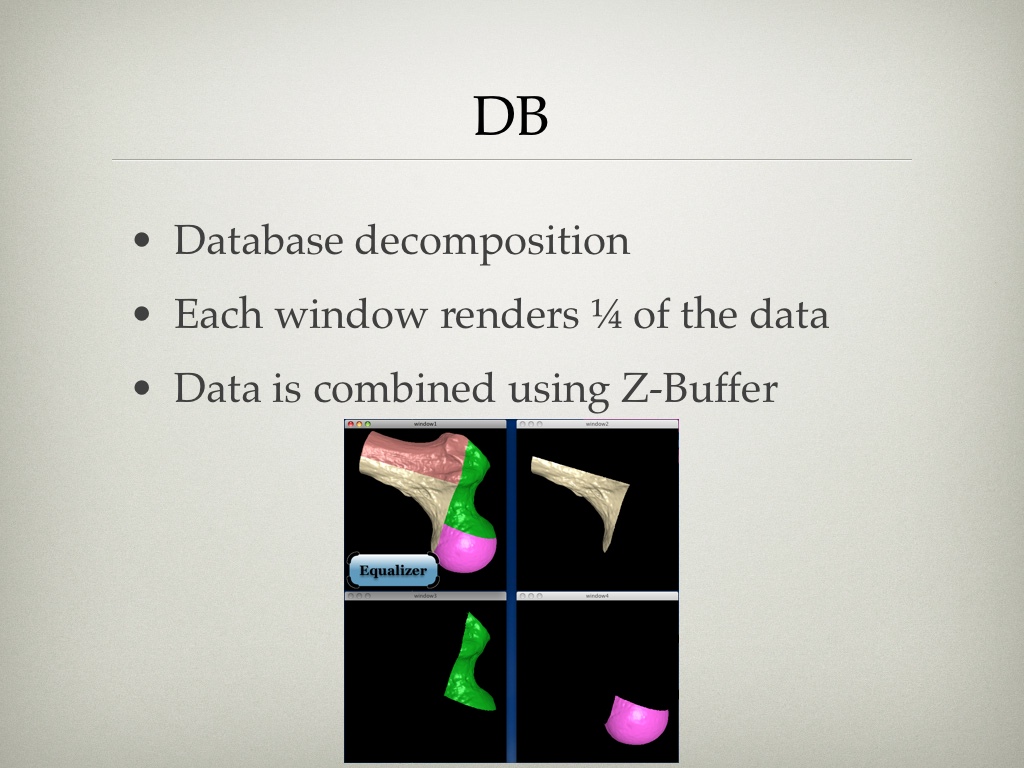 DB
• Database decomposition
• Each window renders ¼ of the data
• Data is combined using Z-Buffer
window1
window2
Equalizer
window3
window4